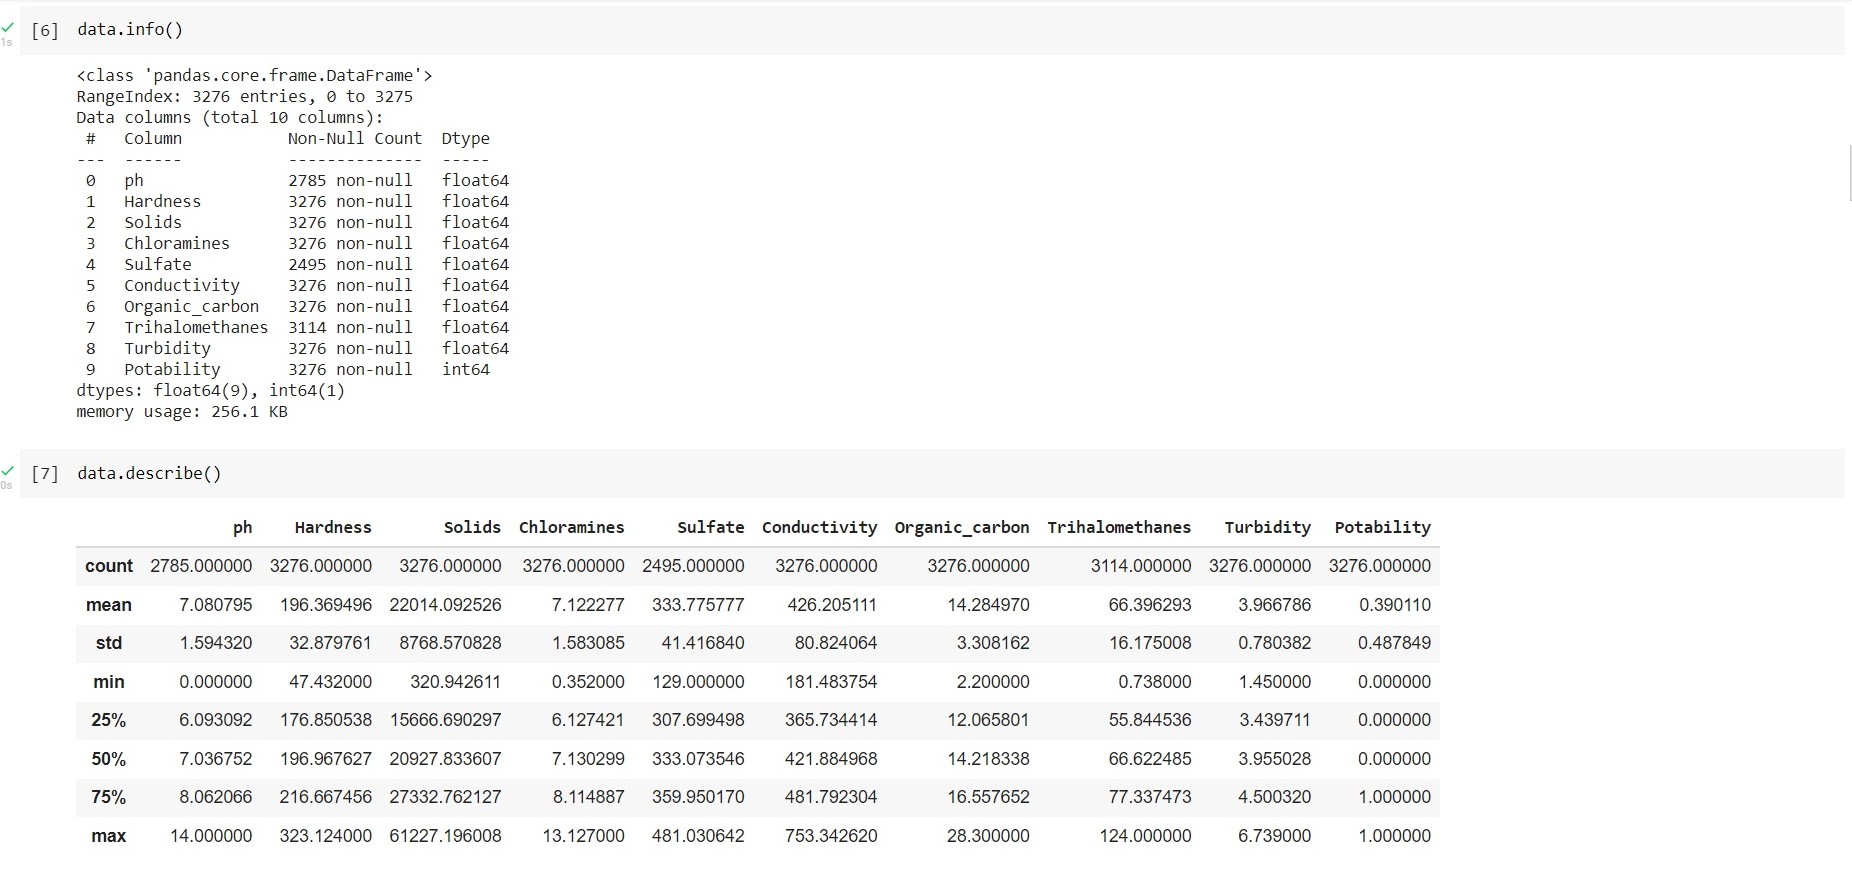 [6] data.info()
1s
<class 'pandas.core.frame.DataFrame'>
RangeIndex: 3276 entries, 0 to 3275
Data columns (total 10 columns):
# Column Non-Null Count Dtype
--- ------ -------------- -----
0 ph 2785 non-null float64
1 Hardness 3276 non-null float64
2 Solids 3276 non-null float64
3 Chloramines 3276 non-null float64
4 Sulfate 2495 non-null float64
5 Conductivity 3276 non-null float64
6 Organic_carbon 3276 non-null float64
7 Trihalomethanes 3114 non-null float64
8 Turbidity 3276 non-null float64
9 Potability 3276 non-null int64
dtypes: float64(9), int64(1)
memory usage: 256.1 KB
[7] data.describe()
0s
ph Hardness Solids Chloramines Sulfate Conductivity Organic_carbon Trihalomethanes Turbidity Potability
count 2785.000000 3276.000000 3276.000000 3276.000000 2495.000000 3276.000000 3276.000000 3114.000000 3276.000000 3276.000000
mean 7.080795 196.369496 22014.092526 7.122277 333.775777 426.205111 14.284970 66.396293 3.966786 0.390110
std 1.594320 32.879761 8768.570828 1.583085 41.416840 80.824064 3.308162 16.175008 0.780382 0.487849
min 0.000000 47.432000 320.942611 0.352000 129.000000 181.483754 2.200000 0.738000 1.450000 0.000000
25% 6.093092 176.850538 15666.690297 6.127421 307.699498 365.734414 12.065801 55.844536 3.439711 0.000000
50% 7.036752 196.967627 20927.833607 7.130299 333.073546 421.884968 14.218338 66.622485 3.955028 0.000000
75% 8.062066 216.667456 27332.762127 8.114887 359.950170 481.792304 16.557652 77.337473 4.500320 1.000000
max 14.000000 323.124000 61227.196008 13.127000 481.030642 753.342620 28.300000 124.000000 6.739000 1.000000